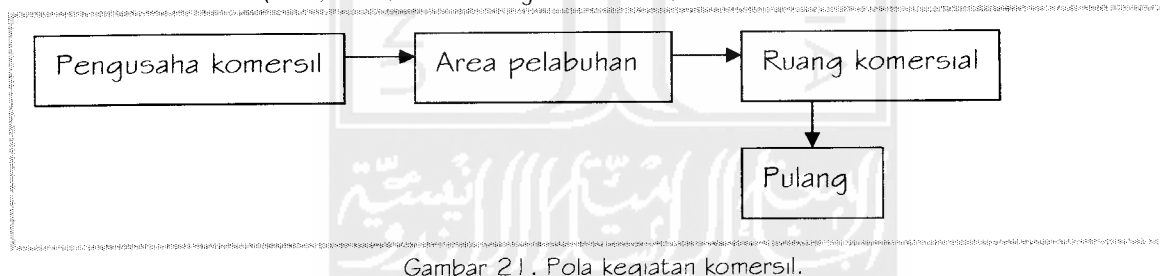 Pengusaha komersil
Area pelabuhan
Ruang komersial
Pulang
Gambar 21. Pola kegiatan komersil.